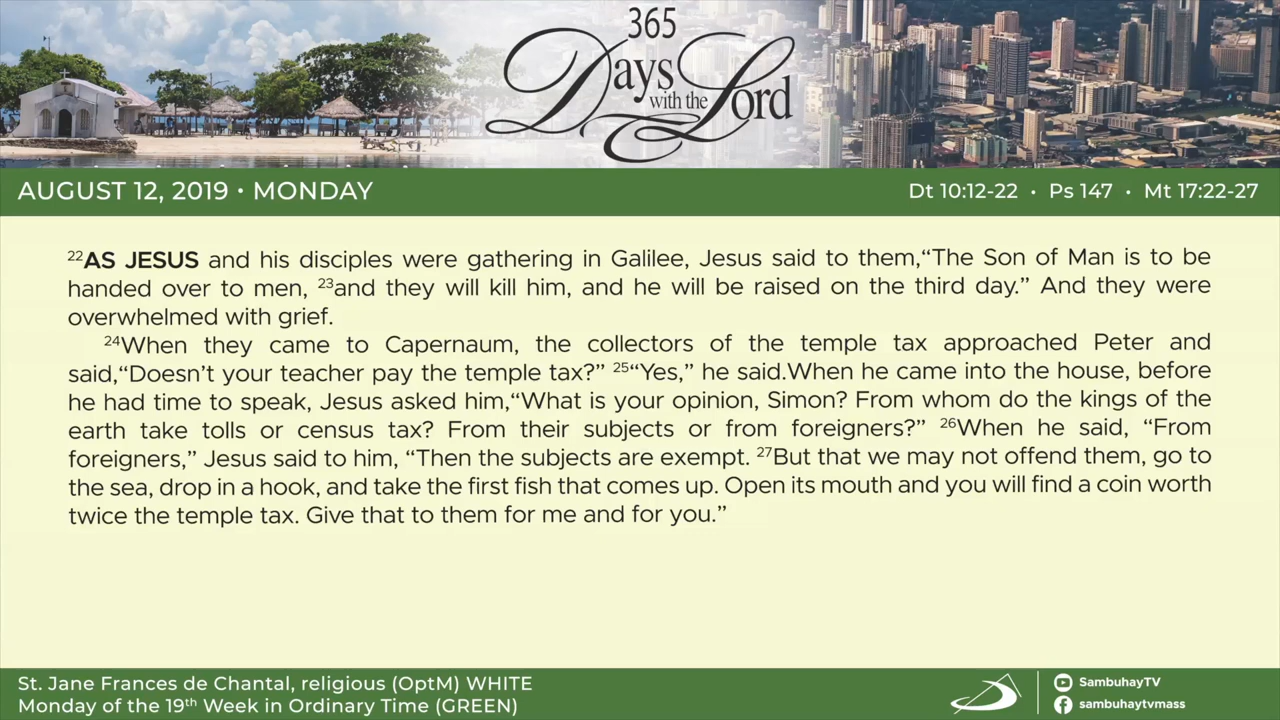 365
Days
with the
Lord
AUGUST 12, 2019 • MONDAY
Dt 10:12-22 • Ps 147 • Mt 17:22-27
²²AS JESUS and his disciples were gathering in Galilee, Jesus said to them,“The Son of Man is to be
handed over to men, ²³and they will kill him, and he will be raised on the third day.” And they were
overwhelmed with grief.
²⁴When they came to Capernaum, the collectors of the temple tax approached Peter and
said,“Doesn’t your teacher pay the temple tax?” ²⁵“Yes,” he said.When he came into the house, before
he had time to speak, Jesus asked him,“What is your opinion, Simon? From whom do the kings of the
earth take tolls or census tax? From their subjects or from foreigners?” ²⁶When he said, “From
foreigners,” Jesus said to him, “Then the subjects are exempt. ²⁷But that we may not offend them, go to
the sea, drop in a hook, and take the first fish that comes up. Open its mouth and you will find a coin worth
twice the temple tax. Give that to them for me and for you.”
St. Jane Frances de Chantal, religious (OptM) WHITE
Monday of the 19ᵗʰ Week in Ordinary Time (GREEN)
SambuhayTV
sambuhaytvmass